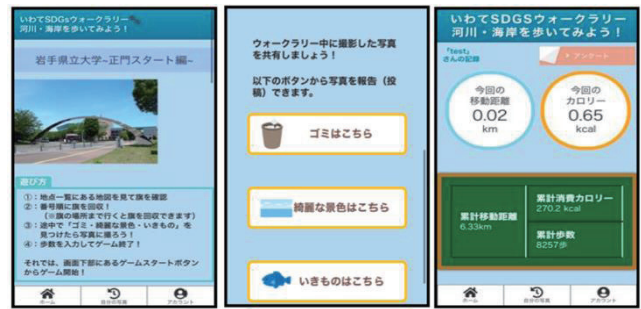 いわてSDGsウォークラリー
河川・海岸を歩いてみよう！
岩手県立大学~正門スタート編~
遊び方
①：地点一覧にある地図を見て旗を確認
②：番号順に旗を回収！
（※旗の場所まで行くと旗を回収できます）
③：途中で「ゴミ・綺麗な景色・いきもの」を
見つけたら写真に撮ろう！
④：歩数を入力してゲーム終了！
それでは、画面下部にあるゲームスタートボタン
からゲーム開始！
ホーム
自分の写真
アカウント
ウォークラリー中に撮影した写真
を共有しましょう！
以下のボタンから写真を報告（投
稿）できます。
ゴミはこちら
綺麗な景色はこちら
いきものはこちら
いわてSDGSウォークラリー
河川・海岸を歩いてみよう！
「test」
さんの記録
アンケート
今回の
移動距離
0.02
km
今回の
カロリー
0.65
kcal
累計移動距離
6.33km
累計消費カロリー
270.2 kcal
累計歩数
8257歩
ホーム
自分の写真
アカウント